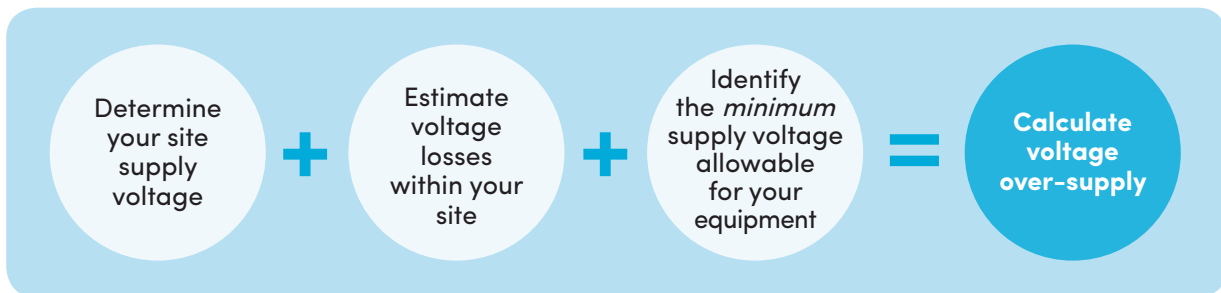 Determine
your site
supply
voltage
+
Estimate
voltage
losses
within your
site
+
Identify
the minimum
supply voltage
allowable
for your
equipment
=
Calculate
voltage
over-supply